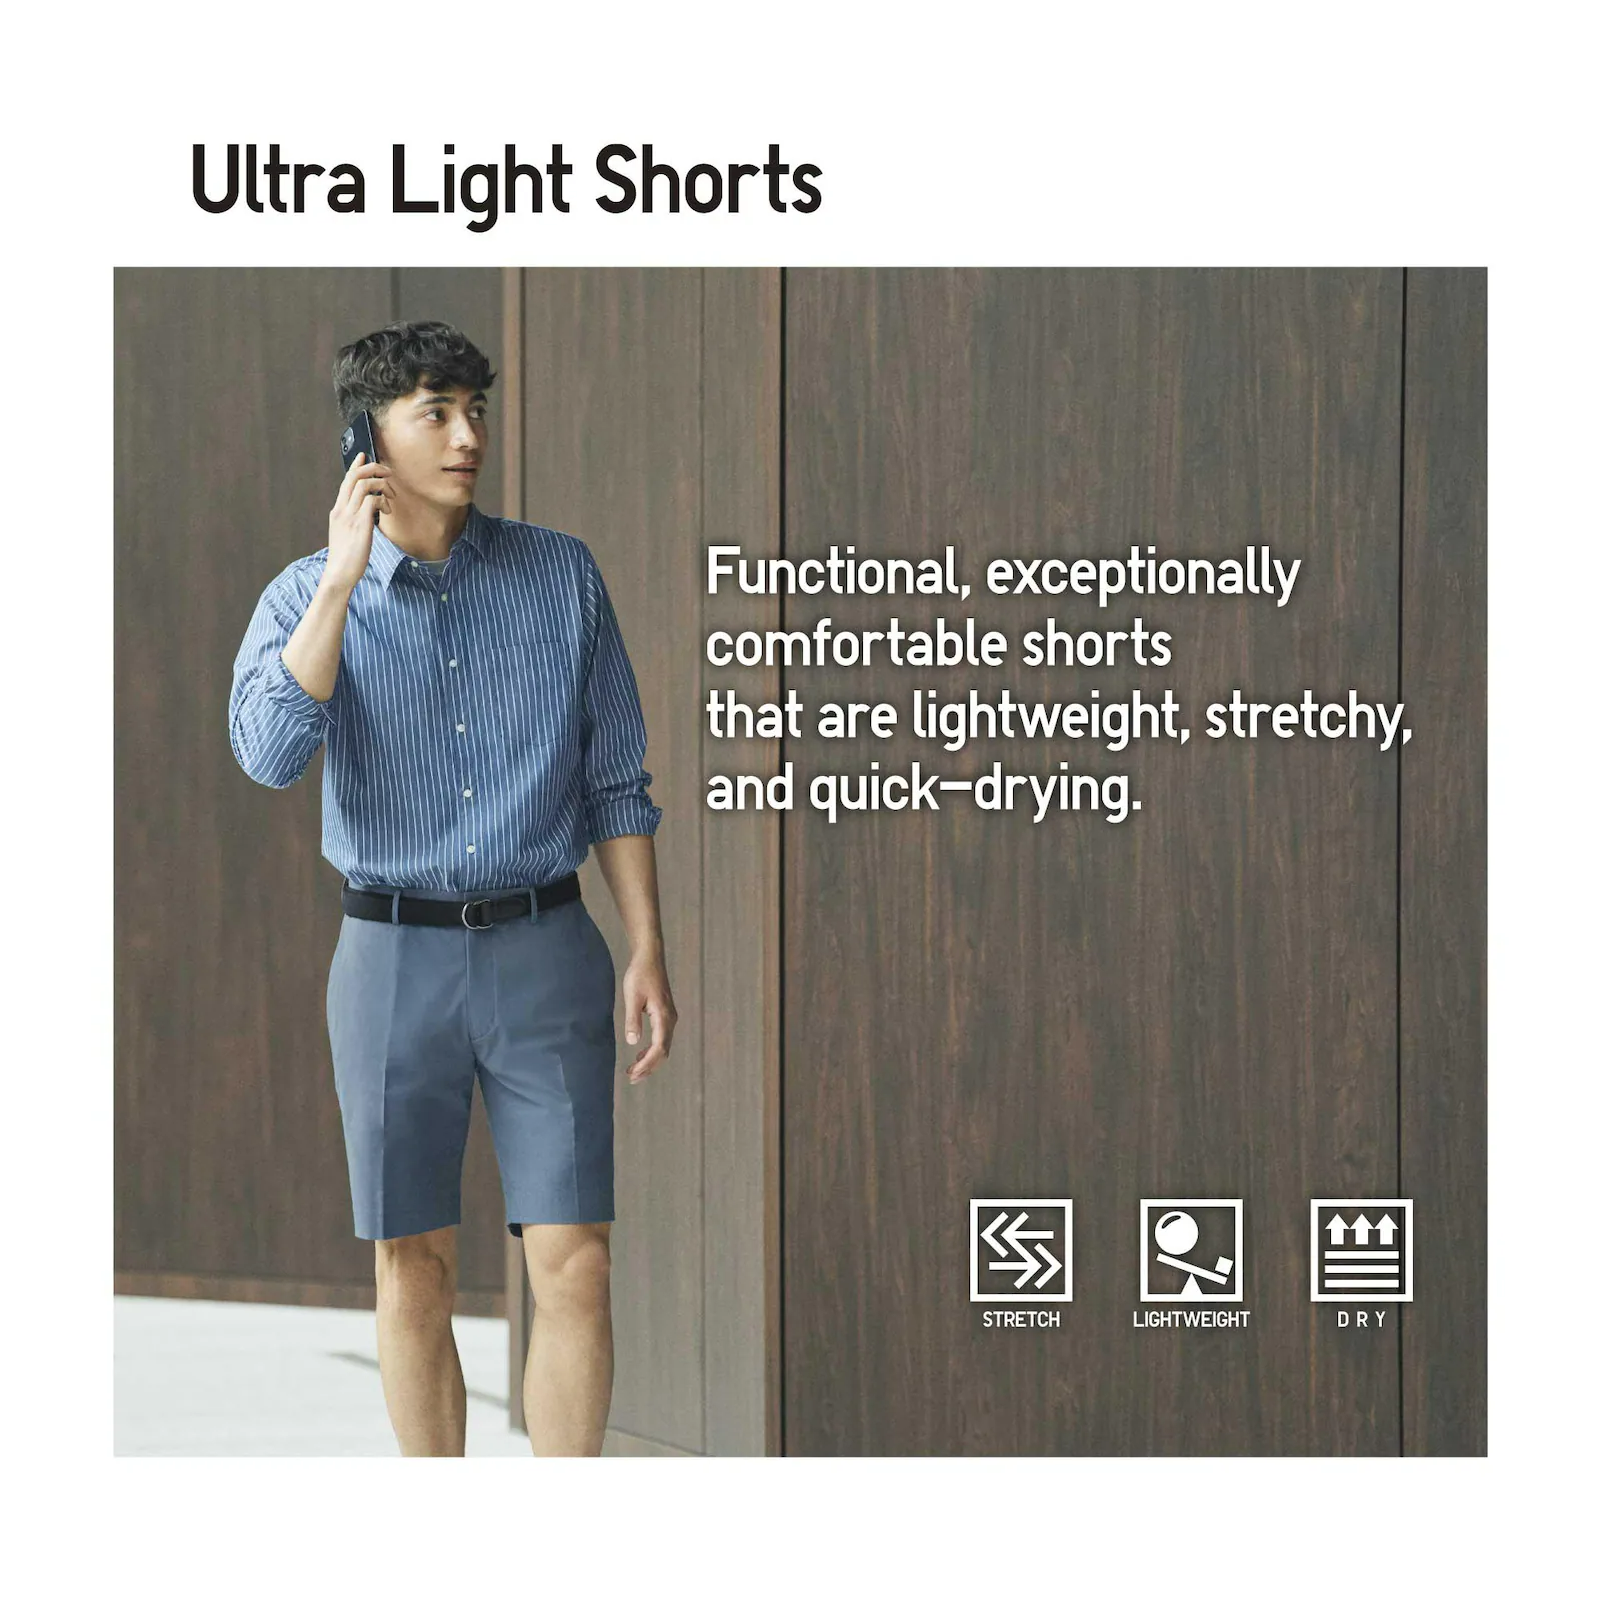 Ultra Light Shorts
Functional, exceptionally
comfortable shorts
that are lightweight, stretchy,
and quick-drying.
STRETCH
LIGHTWEIGHT
DRY